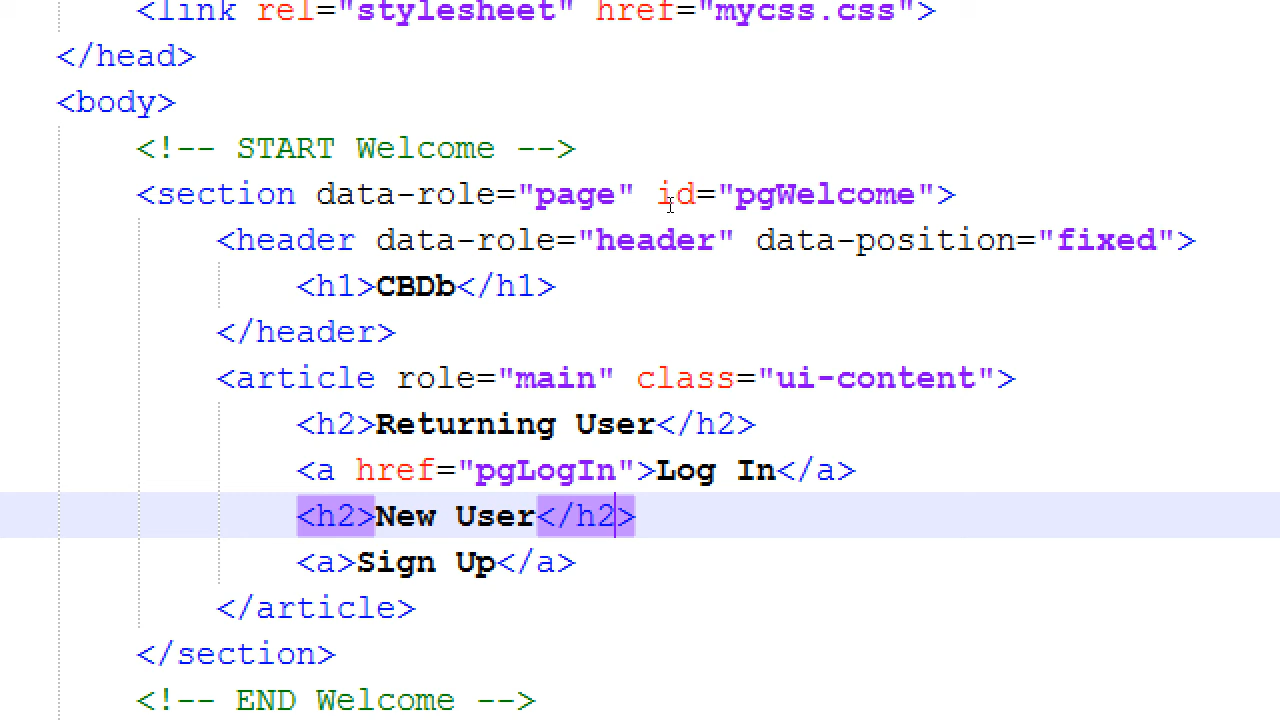 <link rel="stylesheet" href="mycss.css">
</head>
<body>
<!-- START Welcome -->
<section data-role="page" id="pgWelcome">
<header data-role="header" data-position="fixed">
<h1>CBDb</h1>
</header>
<article role="main" class="ui-content">
<h2>Returning User</h2>
<a href="pgLogIn">Log In</a>
<h2>New User</h2>
<a>Sign Up</a>
</article>
</section>
<!-- END Welcome -->